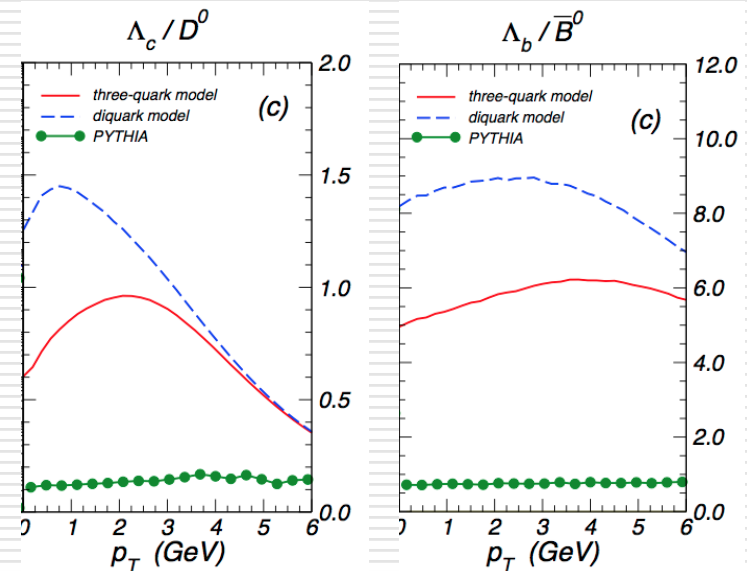 Λc / D⁰
three-quark model
diquark model
PYTHIA
(c)
2.0
1.5
1.0
0.5
0.0
0 1 2 3 4 5 6
pT (GeV)
Λb / B̅⁰
three-quark model
diquark model
PYTHIA
(c)
12.0
10.0
8.0
6.0
4.0
2.0
0.0
0 1 2 3 4 5 6
pT (GeV)